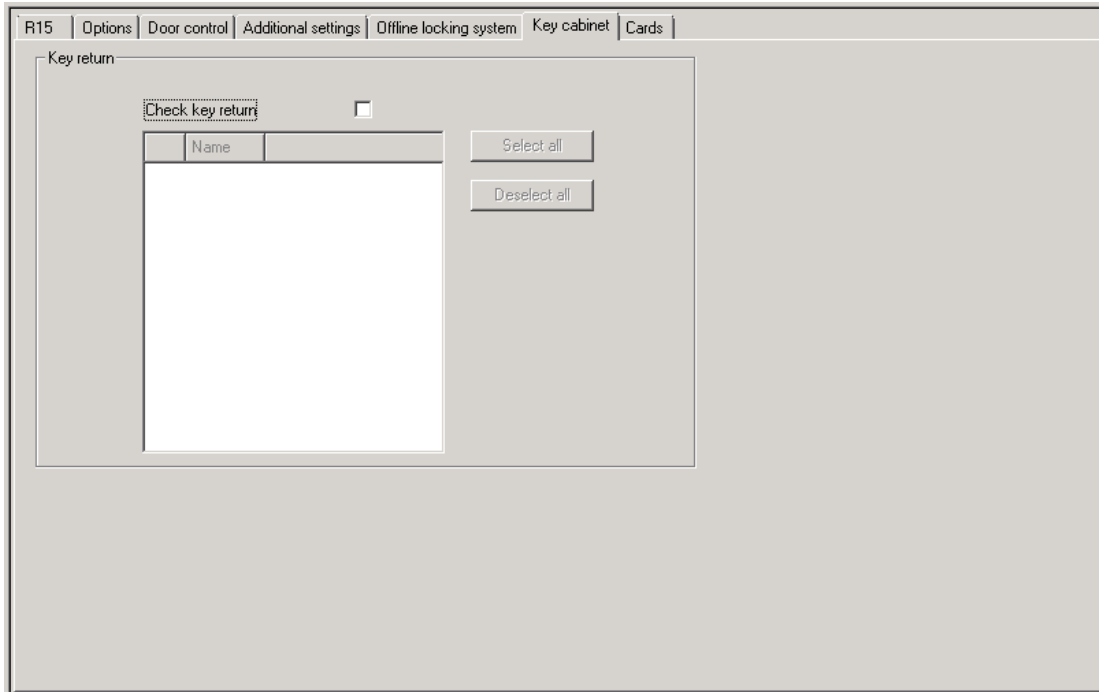 R15 Options Door control Additional settings Offline locking system Key cabinet Cards
Key return
Check key return
Name
Select all
Deselect all